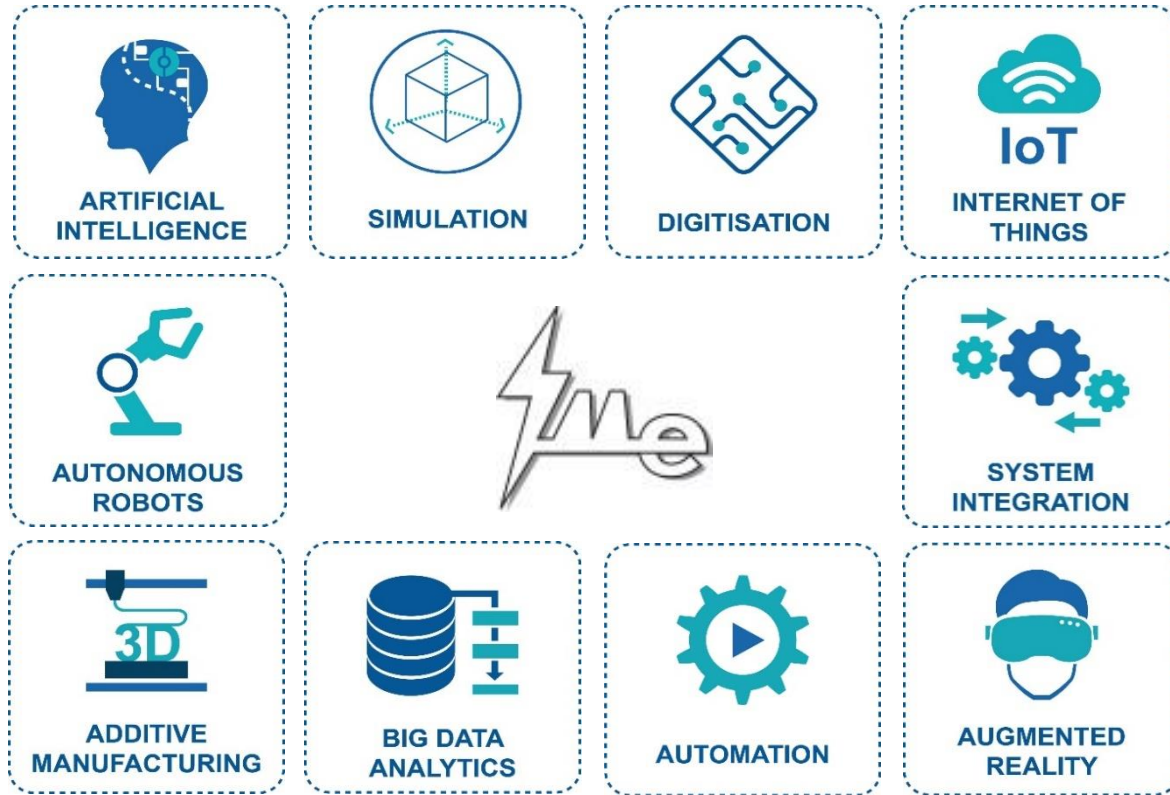 ARTIFICIAL
INTELLIGENCE
SIMULATION
DIGITISATION
IoT
INTERNET OF
THINGS
AUTONOMOUS
ROBOTS
Me
SYSTEM
INTEGRATION
3D
ADDITIVE
MANUFACTURING
BIG DATA
ANALYTICS
AUTOMATION
AUGMENTED
REALITY